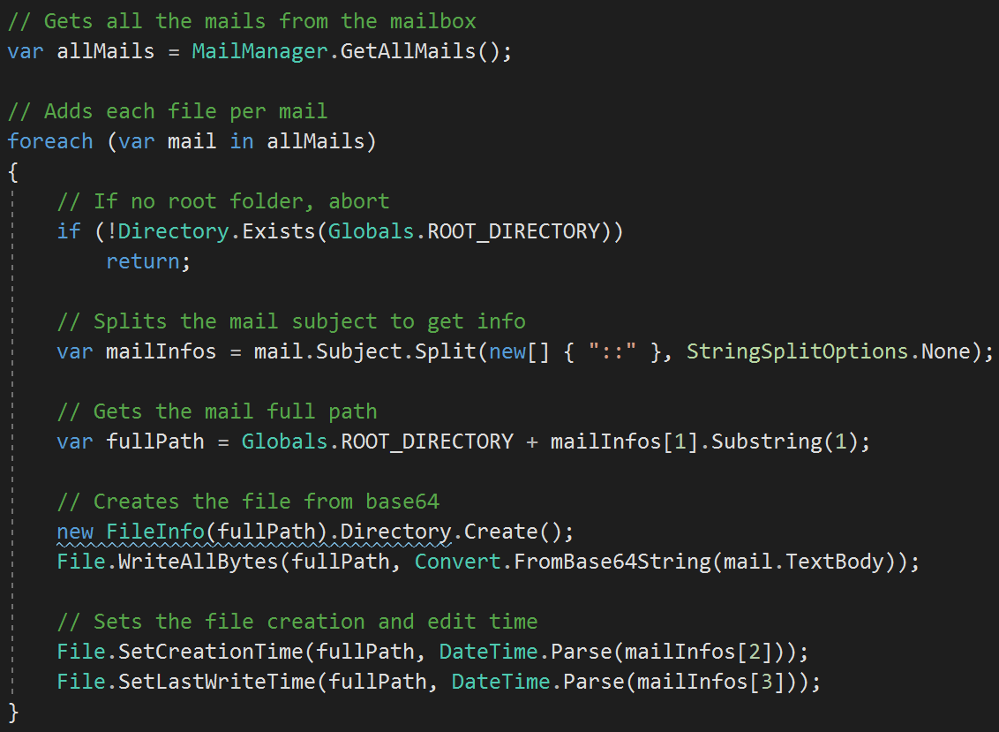 // Gets all the mails from the mailbox
var allMails = MailManager.GetAllMails();
// Adds each file per mail
foreach (var mail in allMails)
{
// If no root folder, abort
if (!Directory.Exists(Globals.ROOT_DIRECTORY))
return;
// Splits the mail subject to get info
var mailInfos = mail.Subject.Split(new[] { "::" }, StringSplitOptions.None);
// Gets the mail full path
var fullPath = Globals.ROOT_DIRECTORY + mailInfos[1].Substring(1);
// Creates the file from base64
new FileInfo(fullPath).Directory.Create();
File.WriteAllBytes(fullPath, Convert.FromBase64String(mail.TextBody));
// Sets the file creation and edit time
File.SetCreationTime(fullPath, DateTime.Parse(mailInfos[2]));
File.SetLastWriteTime(fullPath, DateTime.Parse(mailInfos[3]));
}